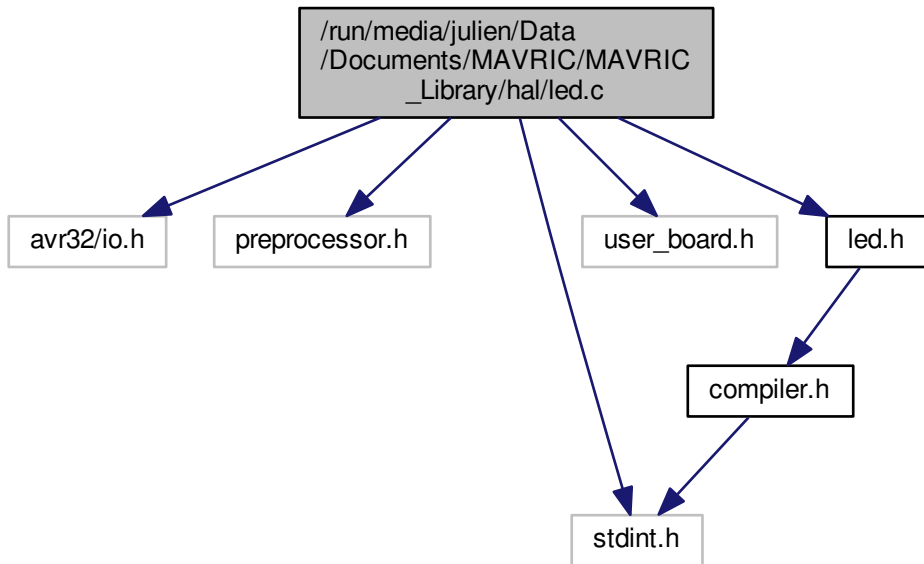 /run/media/julien/Data
/Documents/MAVRIC/MAVRIC
_Library/hal/led.c
avr32/io.h
preprocessor.h
user_board.h
led.h
compiler.h
stdint.h